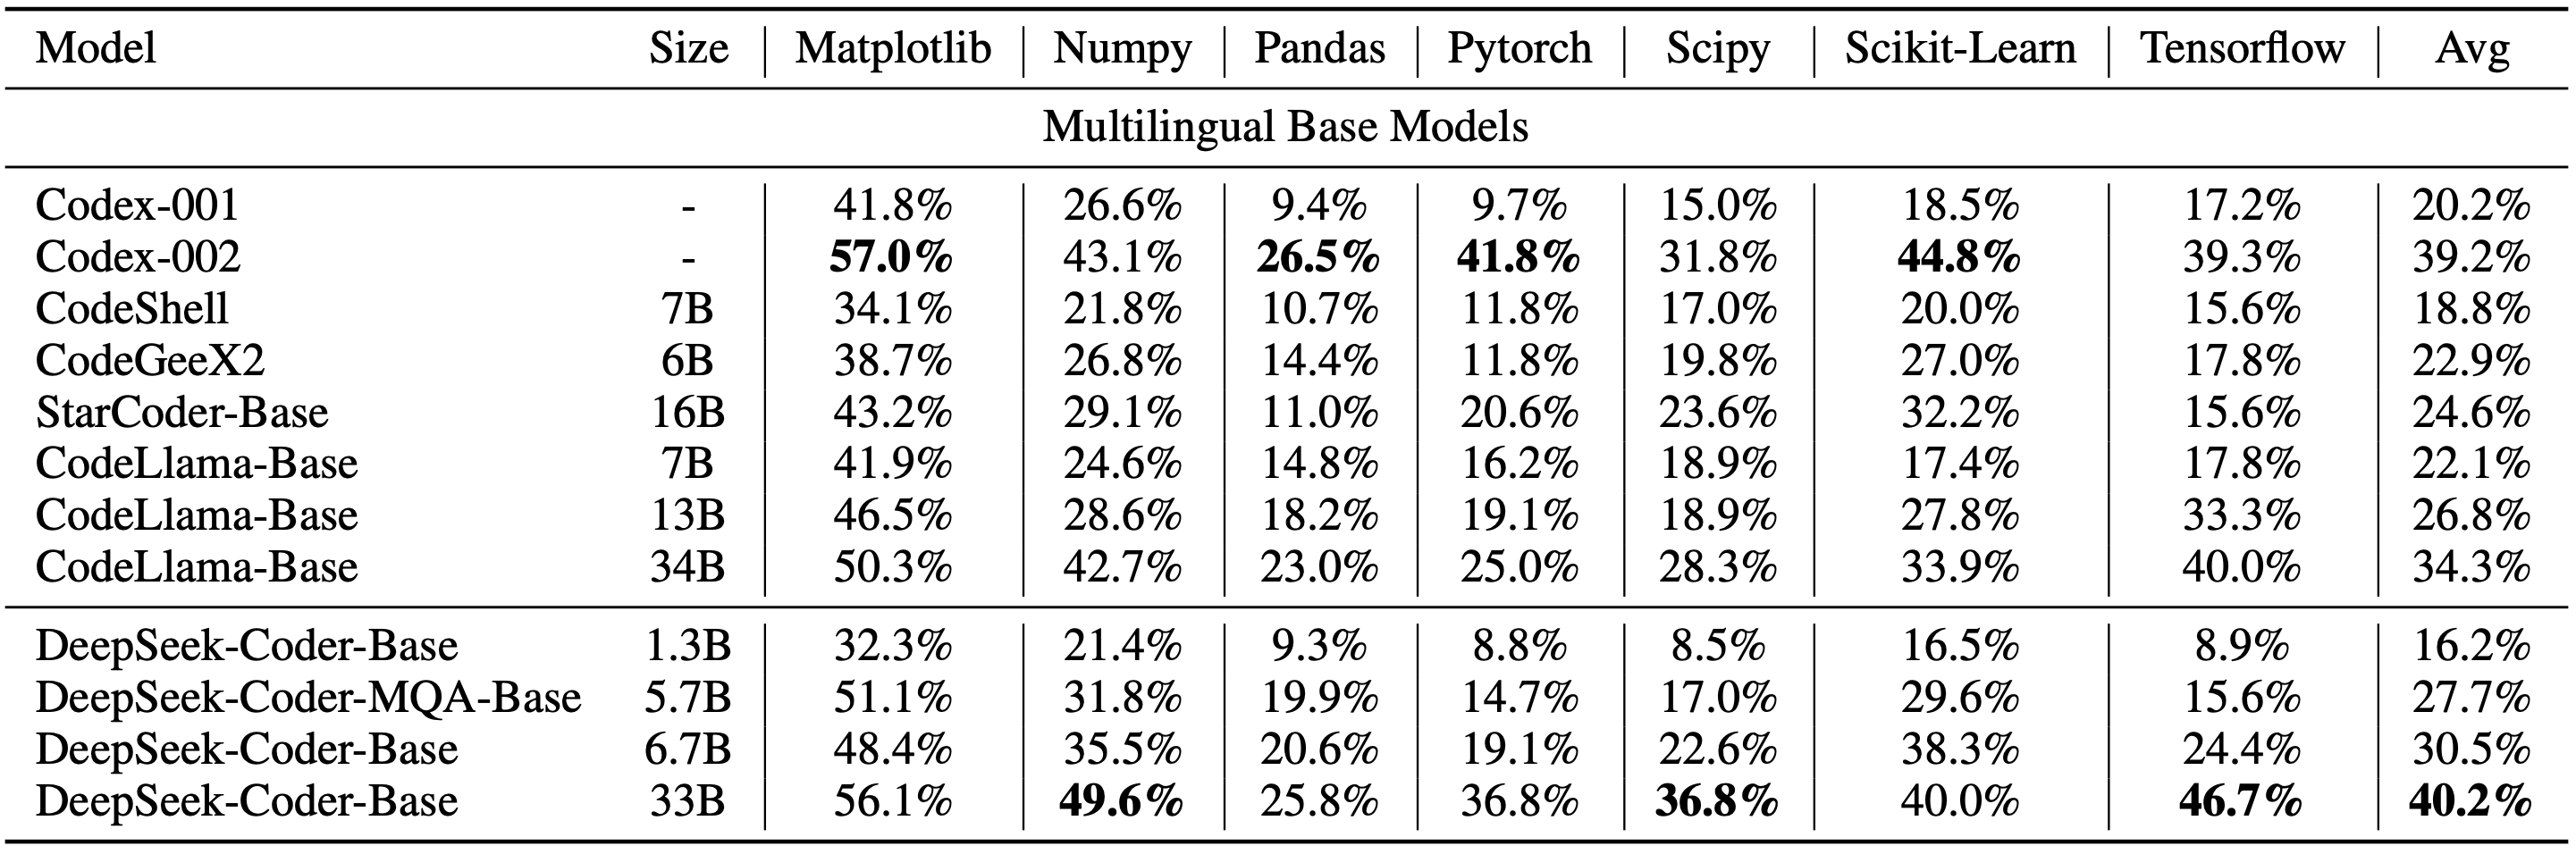 Model Size Matplotlib Numpy Pandas Pytorch Scipy Scikit-Learn Tensorflow Avg
Multilingual Base Models
Codex-001 - 41.8% 26.6% 9.4% 9.7% 15.0% 18.5% 17.2% 20.2%
Codex-002 - 57.0% 43.1% 26.5% 41.8% 31.8% 44.8% 39.3% 39.2%
CodeShell 7B 34.1% 21.8% 10.7% 11.8% 17.0% 20.0% 15.6% 18.8%
CodeGeeX2 6B 38.7% 26.8% 14.4% 11.8% 19.8% 27.0% 17.8% 22.9%
StarCoder-Base 16B 43.2% 29.1% 11.0% 20.6% 23.6% 32.2% 15.6% 24.6%
CodeLlama-Base 7B 41.9% 24.6% 14.8% 16.2% 18.9% 17.4% 17.8% 22.1%
CodeLlama-Base 13B 46.5% 28.6% 18.2% 19.1% 18.9% 27.8% 33.3% 26.8%
CodeLlama-Base 34B 50.3% 42.7% 23.0% 25.0% 28.3% 33.9% 40.0% 34.3%
DeepSeek-Coder-Base 1.3B 32.3% 21.4% 9.3% 8.8% 8.5% 16.5% 8.9% 16.2%
DeepSeek-Coder-MQA-Base 5.7B 51.1% 31.8% 19.9% 14.7% 17.0% 29.6% 15.6% 27.7%
DeepSeek-Coder-Base 6.7B 48.4% 35.5% 20.6% 19.1% 22.6% 38.3% 24.4% 30.5%
DeepSeek-Coder-Base 33B 56.1% 49.6% 25.8% 36.8% 36.8% 40.0% 46.7% 40.2%